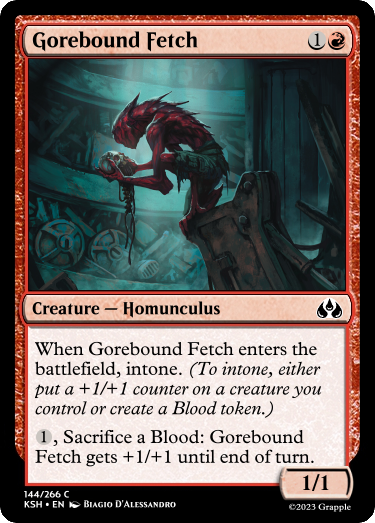 Gorebound Fetch 1
Creature — Homunculus
When Gorebound Fetch enters the
battlefield, intone. (To intone, either
put a +1/+1 counter on a creature you
control or create a Blood token.)
1, Sacrifice a Blood: Gorebound
Fetch gets +1/+1 until end of turn.
1/1
144/266 C
KSH • EN Biagio D'Alessandro
©2023 Grapple